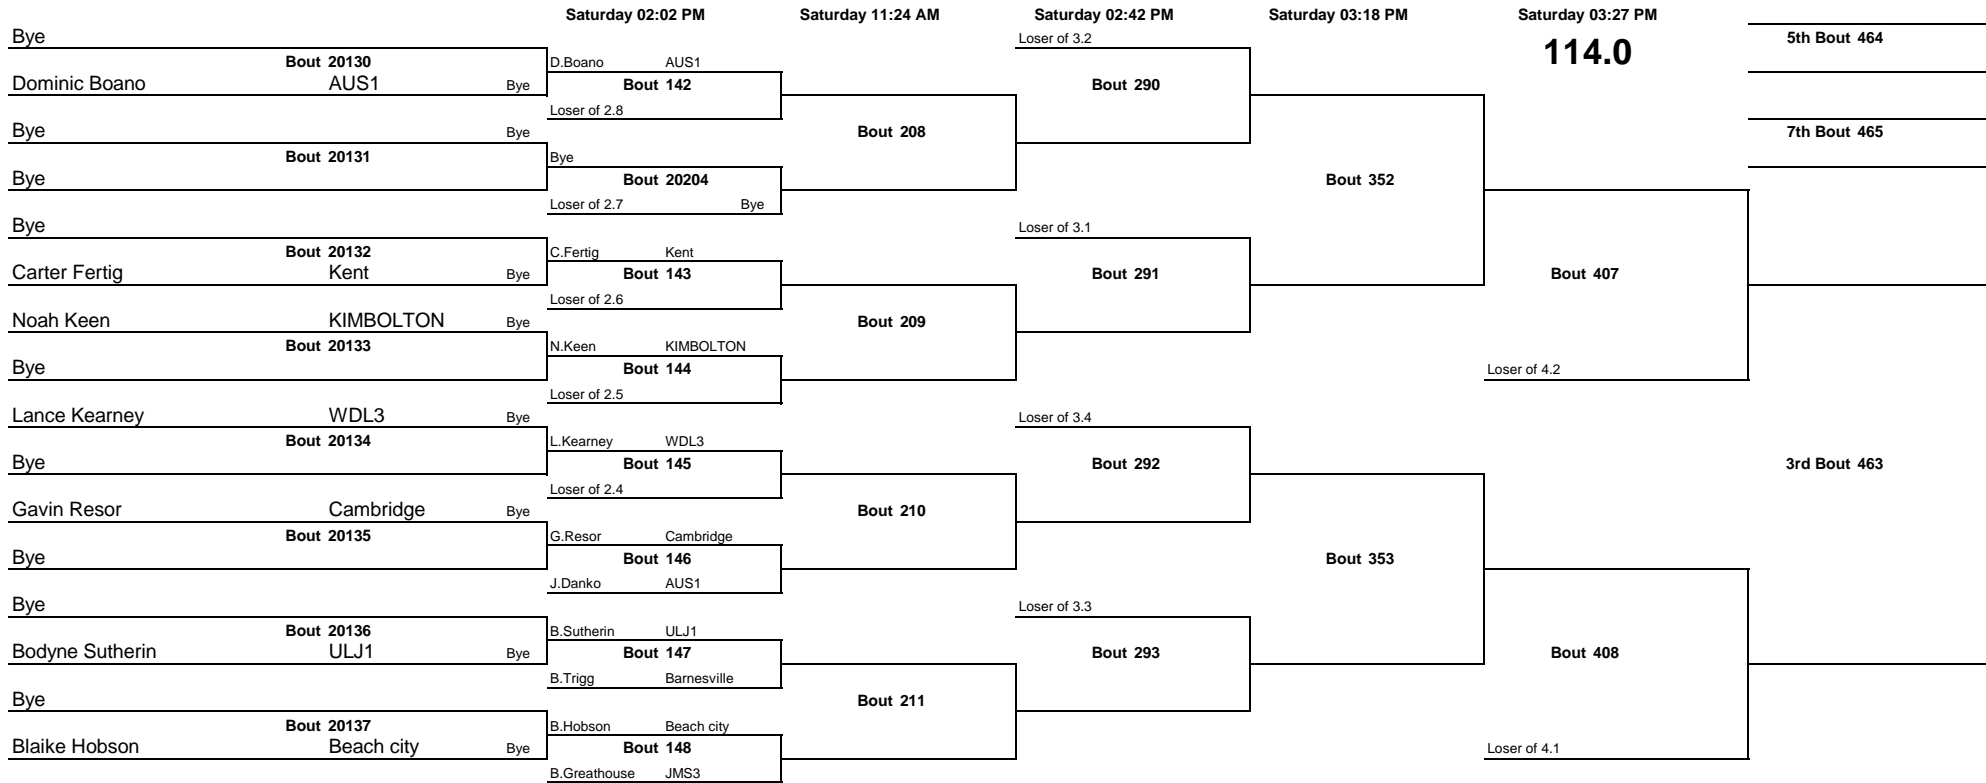 Saturday 02:02 PM Saturday 11:24 AM Saturday 02:42 PM Saturday 03:18 PM Saturday 03:27 PM
Bye Loser of 3.2 5th Bout 464
114.0
Bout 20130 D.Boano AUS1
Dominic Boano AUS1 Bye Bout 142 Bout 290
Loser of 2.8
Bye Bye Bout 208 7th Bout 465
Bout 20131 Bye
Bye Bout 20204 Bout 352
Loser of 2.7 Bye
Bye Loser of 3.1
Bout 20132 C.Fertig Kent
Carter Fertig Kent Bye Bout 143 Bout 291 Bout 407
Loser of 2.6
Noah Keen KIMBOLTON Bye Bout 209
Bout 20133 N.Keen KIMBOLTON
Bye Bout 144 Loser of 4.2
Loser of 2.5
Lance Kearney WDL3 Bye Loser of 3.4
Bout 20134 L.Kearney WDL3
Bye Bout 145 Bout 292 3rd Bout 463
Loser of 2.4
Gavin Resor Cambridge Bye Bout 210
Bout 20135 G.Resor Cambridge
Bye Bout 146 Bout 353
J.Danko AUS1
Bye Loser of 3.3
Bout 20136 B.Sutherin ULJ1
Bodyne Sutherin ULJ1 Bye Bout 147 Bout 293 Bout 408
B.Trigg Barnesville
Bye Bout 211
Bout 20137 B.Hobson Beach city
Blaike Hobson Beach city Bye Bout 148 Loser of 4.1
B.Greathouse JMS3